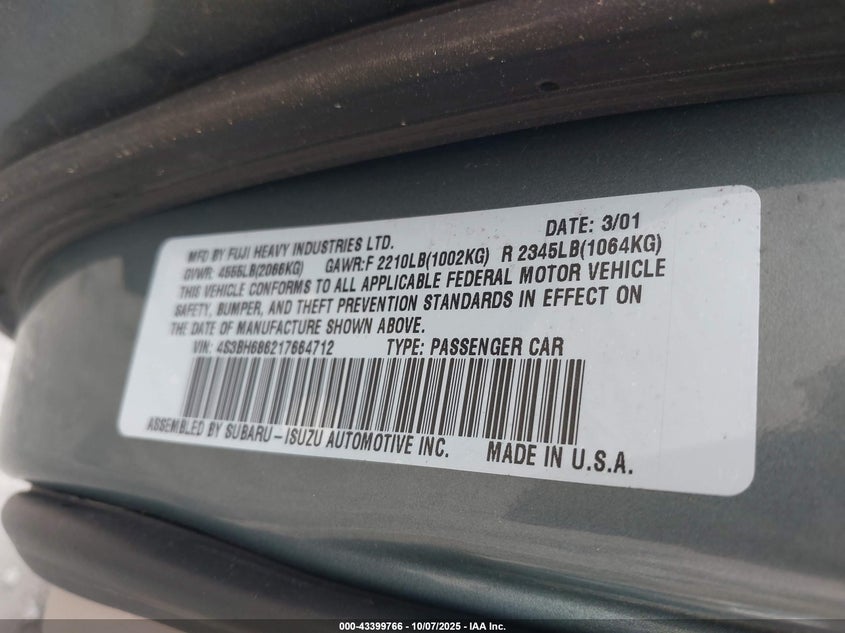 MFD BY FUJI HEAVY INDUSTRIES LTD. DATE: 3/01
GVWR: 4555LB(2066KG) GAWR:F 2210LB(1002KG) R 2345LB(1064KG)
THIS VEHICLE CONFORMS TO ALL APPLICABLE FEDERAL MOTOR VEHICLE
SAFETY, BUMPER, AND THEFT PREVENTION STANDARDS IN EFFECT ON
THE DATE OF MANUFACTURE SHOWN ABOVE.
VIN: 4S3BH686217664712 TYPE: PASSENGER CAR
ASSEMBLED BY SUBARU-ISUZU AUTOMOTIVE INC. MADE IN U.S.A.
000-43399766 - 10/07/2025 - IAA Inc.